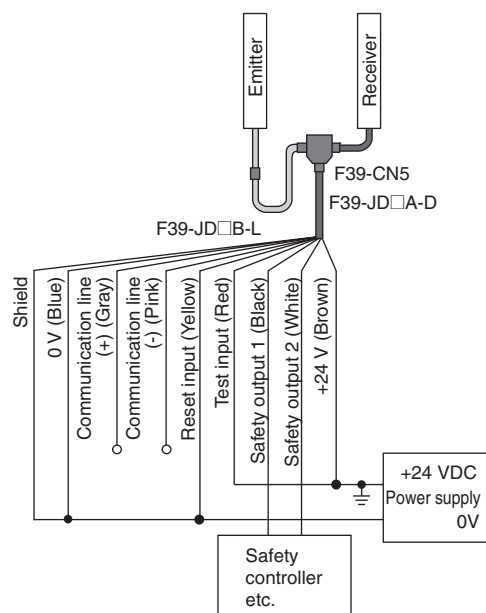 Emitter
Receiver
F39-CN5
F39-JD□A-D
F39-JD□B-L
Shield
0 V (Blue)
Communication line
(+) (Gray)
Communication line
(-) (Pink)
Reset input (Yellow)
Test input (Red)
Safety output 1 (Black)
Safety output 2 (White)
+24 V (Brown)
+24 VDC
Power supply
0V
Safety
controller
etc.